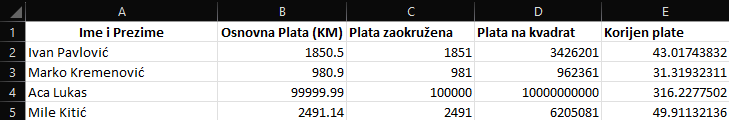 A B C D E
1 Ime i Prezime Osnovna Plata (KM) Plata zaokružena Plata na kvadrat Korijen plate
2 Ivan Pavlović 1850.5 1851 3426201 43.01743832
3 Marko Kremenović 980.9 981 962361 31.31932311
4 Aca Lukas 99999.99 100000 10000000000 316.2277502
5 Mile Kitić 2491.14 2491 6205081 49.91132136